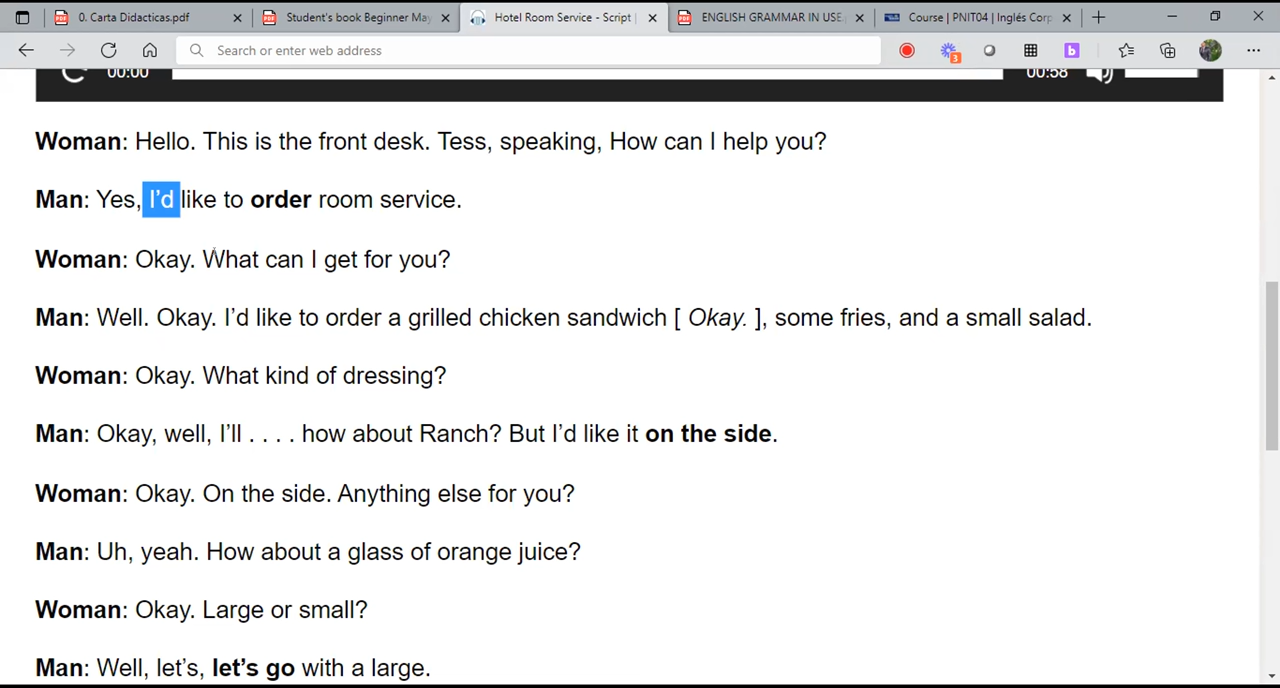 0. Carta Didacticas.pdf
Student's book Beginner May
Hotel Room Service - Script |
ENGLISH GRAMMAR IN USE.
Course | PNIT04 | Inglés Corp
Search or enter web address
3
b
00:00
00:58
Woman: Hello. This is the front desk. Tess, speaking, How can I help you?
Man: Yes, I’d like to order room service.
Woman: Okay. What can I get for you?
Man: Well. Okay. I’d like to order a grilled chicken sandwich [ Okay. ], some fries, and a small salad.
Woman: Okay. What kind of dressing?
Man: Okay, well, I’ll . . . . how about Ranch? But I’d like it on the side.
Woman: Okay. On the side. Anything else for you?
Man: Uh, yeah. How about a glass of orange juice?
Woman: Okay. Large or small?
Man: Well, let’s, let’s go with a large.